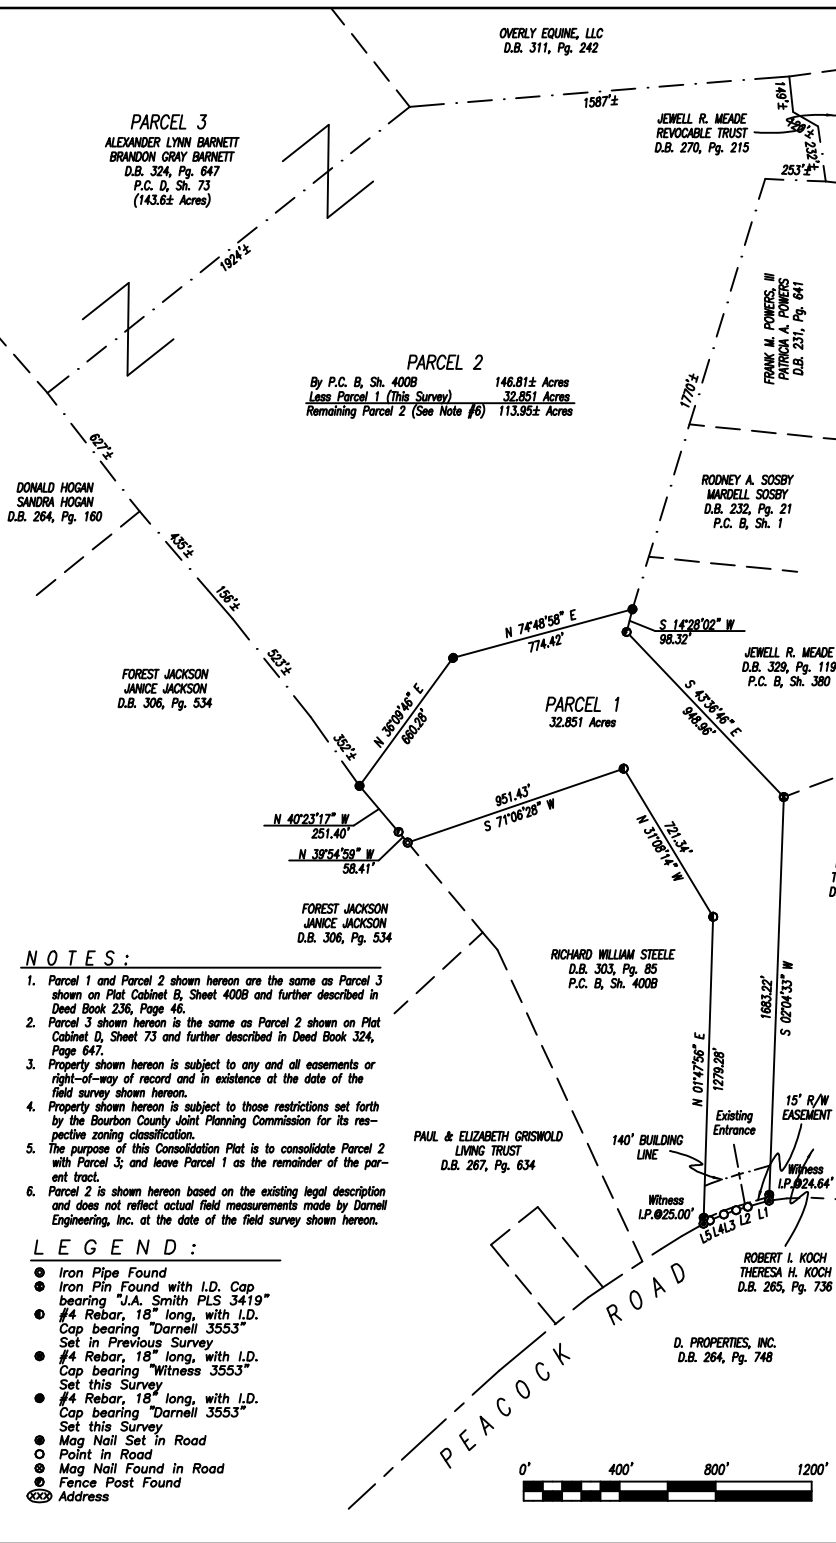 OVERLY EQUINE, LLC
D.B. 311, Pg. 242
1587'±
149'±
JEWELL R. MEADE
REVOCABLE TRUST
D.B. 270, Pg. 215
232'±
253'±
PARCEL 3
ALEXANDER LYNN BARNETT
BRANDON GRAY BARNETT
D.B. 324, Pg. 647
P.C. D, Sh. 73
(143.6± Acres)
1924'±
FRANK M. POWERS, III
PATRICIA A. POWERS
D.B. 231, Pg. 641
PARCEL 2
By P.C. B, Sh. 400B 146.81± Acres
Less Parcel 1 (This Survey) 32.851 Acres
Remaining Parcel 2 (See Note #6) 113.95± Acres
1770'±
627'±
DONALD HOGAN
SANDRA HOGAN
D.B. 264, Pg. 160
RODNEY A. SOSBY
MARDELL SOSBY
D.B. 232, Pg. 21
P.C. B, Sh. 1
435'±
156'±
523'±
352'±
N 74°48'58" E
774.42'
S 14°28'02" W
98.32'
JEWELL R. MEADE
D.B. 329, Pg. 119
P.C. B, Sh. 380
FOREST JACKSON
JANICE JACKSON
D.B. 306, Pg. 534
N 36°09'46" E
660.28'
PARCEL 1
32.851 Acres
S 43°36'46" E
948.96'
951.43'
S 71°06'28" W
N 40°23'17" W
251.40'
N 39°54'59" W
58.41'
721.34'
N 31°08'14" W
FOREST JACKSON
JANICE JACKSON
D.B. 306, Pg. 534
T
D
RICHARD WILLIAM STEELE
D.B. 303, Pg. 85
P.C. B, Sh. 400B
1683.22'
S 02°04'33" W
N 01°47'56" E
1279.28'
NOTES:
1. Parcel 1 and Parcel 2 shown hereon are the same as Parcel 3
shown on Plat Cabinet B, Sheet 400B and further described in
Deed Book 236, Page 46.
2. Parcel 3 shown hereon is the same as Parcel 2 shown on Plat
Cabinet D, Sheet 73 and further described in Deed Book 324,
Page 647.
3. Property shown hereon is subject to any and all easements or
right-of-way of record and in existence at the date of the
field survey shown hereon.
4. Property shown hereon is subject to those restrictions set forth
by the Bourbon County Joint Planning Commission for its res-
pective zoning classification.
5. The purpose of this Consolidation Plat is to consolidate Parcel 2
with Parcel 3; and leave Parcel 1 as the remainder of the par-
ent tract.
6. Parcel 2 is shown hereon based on the existing legal description
and does not reflect actual field measurements made by Darnell
Engineering, Inc. at the date of the field survey shown hereon.
PAUL & ELIZABETH GRISWOLD
LIVING TRUST
D.B. 267, Pg. 634
140' BUILDING
LINE
Existing
Entrance
15' R/W
EASEMENT
Witness
I.P.@24.64'
Witness
I.P.@25.00'
L5 L4 L3 L2 L1
ROBERT I. KOCH
THERESA H. KOCH
D.B. 265, Pg. 736
PEACOCK ROAD
D. PROPERTIES, INC.
D.B. 264, Pg. 748
LEGEND:
Iron Pipe Found
Iron Pin Found with I.D. Cap
bearing "J.A. Smith PLS 3419"
#4 Rebar, 18" long, with I.D.
Cap bearing "Darnell 3553"
Set in Previous Survey
#4 Rebar, 18" long, with I.D.
Cap bearing "Witness 3553"
Set this Survey
#4 Rebar, 18" long, with I.D.
Cap bearing "Darnell 3553"
Set this Survey
Mag Nail Set in Road
Point in Road
Mag Nail Found in Road
Fence Post Found
XXX Address
0' 400' 800' 1200'